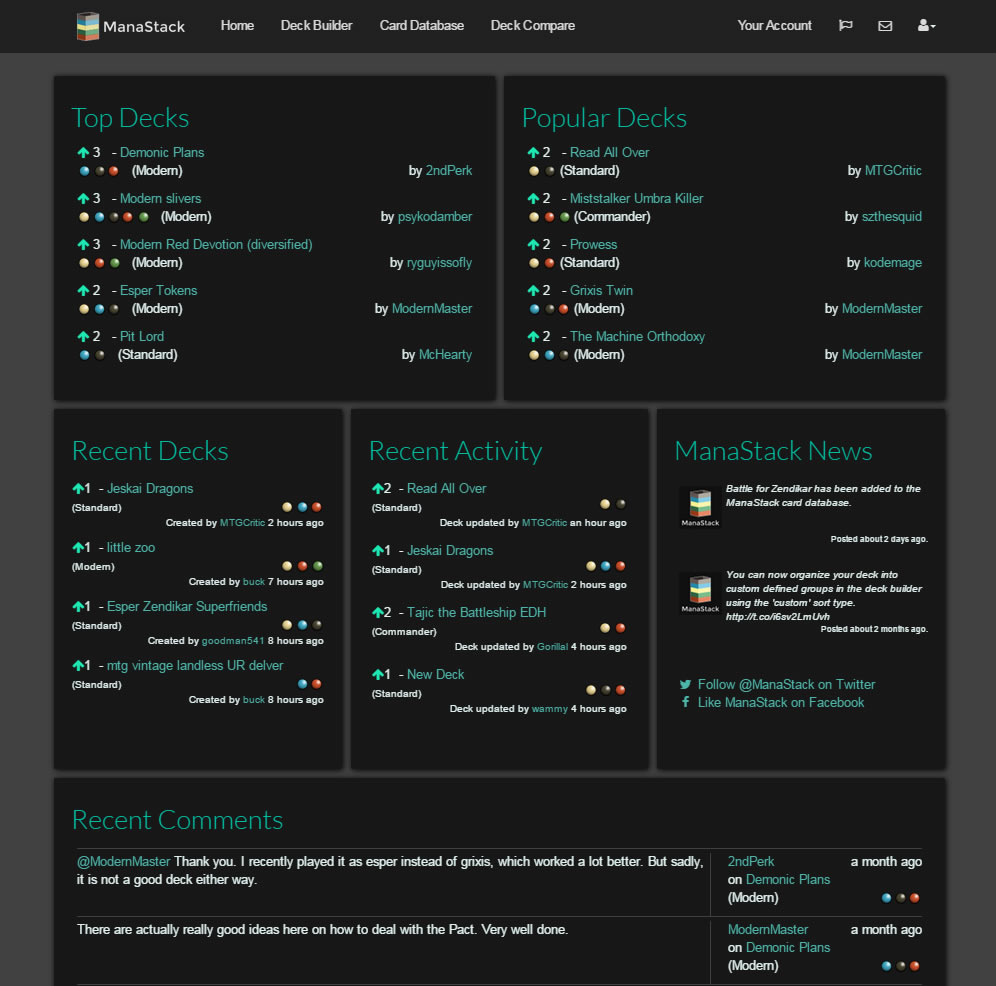 ManaStack Home Deck Builder Card Database Deck Compare Your Account
Top Decks
3 - Demonic Plans
(Modern) by 2ndPerk
3 - Modern slivers
(Modern) by psykodamber
3 - Modern Red Devotion (diversified)
(Modern) by ryguyissofly
2 - Esper Tokens
(Modern) by ModernMaster
2 - Pit Lord
(Standard) by McHearty
Popular Decks
2 - Read All Over
(Standard) by MTGCritic
2 - Miststalker Umbra Killer
(Commander) by szthesquid
2 - Prowess
(Standard) by kodemage
2 - Grixis Twin
(Modern) by ModernMaster
2 - The Machine Orthodoxy
(Modern) by ModernMaster
Recent Decks
1 - Jeskai Dragons
(Standard)
Created by MTGCritic 2 hours ago
1 - little zoo
(Modern)
Created by buck 7 hours ago
1 - Esper Zendikar Superfriends
(Standard)
Created by goodman541 8 hours ago
1 - mtg vintage landless UR delver
(Standard)
Created by buck 8 hours ago
Recent Activity
2 - Read All Over
(Standard)
Deck updated by MTGCritic an hour ago
1 - Jeskai Dragons
(Standard)
Deck updated by MTGCritic 2 hours ago
2 - Tajic the Battleship EDH
(Commander)
Deck updated by Gorillal 4 hours ago
1 - New Deck
(Standard)
Deck updated by wammy 4 hours ago
ManaStack News
Battle for Zendikar has been added to the
ManaStack card database.
ManaStack
Posted about 2 days ago.
You can now organize your deck into
custom defined groups in the deck builder
using the 'custom' sort type.
ManaStack
http://t.co/i6sv2LmUvh
Posted about 2 months ago.
Follow @ManaStack on Twitter
Like ManaStack on Facebook
Recent Comments
@ModernMaster Thank you. I recently played it as esper instead of grixis, which worked a lot better. But sadly,
it is not a good deck either way.
2ndPerk a month ago
on Demonic Plans
(Modern)
There are actually really good ideas here on how to deal with the Pact. Very well done.
ModernMaster a month ago
on Demonic Plans
(Modern)